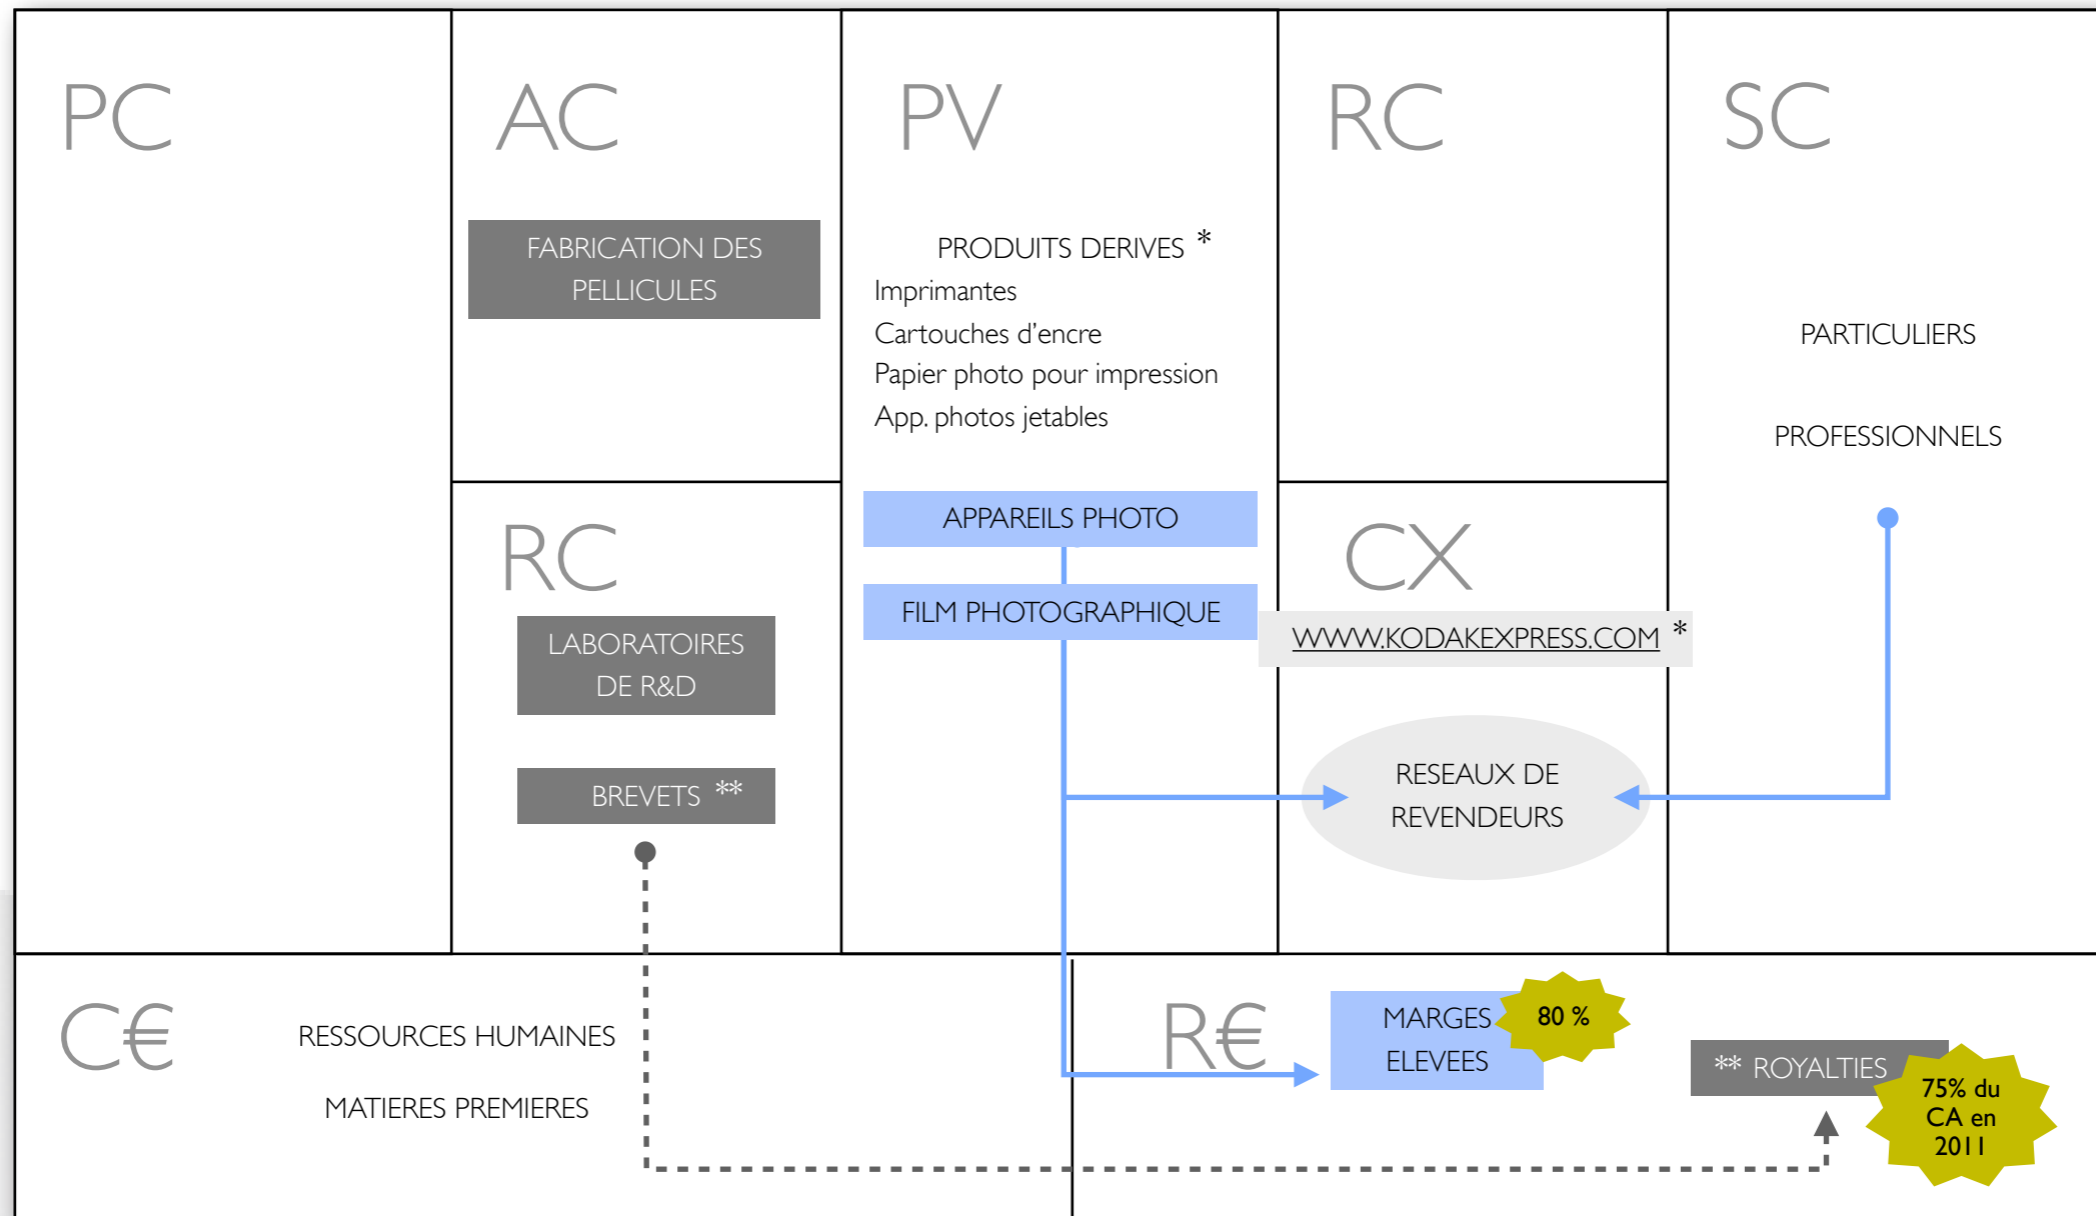 PC
AC
FABRICATION DES
PELLICULES
PV
PRODUITS DERIVES *
Imprimantes
Cartouches d'encre
Papier photo pour impression
App. photos jetables
APPAREILS PHOTO
FILM PHOTOGRAPHIQUE
RC
SC
PARTICULIERS
PROFESSIONNELS
RC
LABORATOIRES
DE R&D
BREVETS **
CX
WWW.KODAKEXPRESS.COM *
RESEAUX DE
REVENDEURS
C€
RESSOURCES HUMAINES
MATIERES PREMIERES
R€
MARGES
ELEVEES
80 %
** ROYALTIES
75% du
CA en
2011